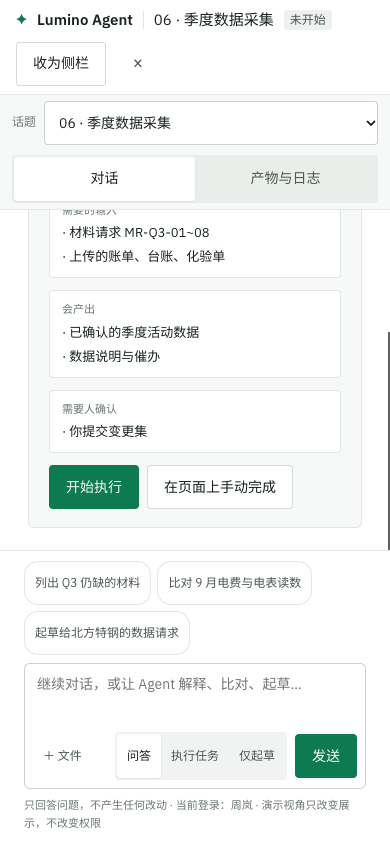 ✦ Lumino Agent 06 · 季度数据采集 未开始
收为侧栏 ×
话题 06 · 季度数据采集
对话 产物与日志
需要的输入
· 材料请求 MR-Q3-01~08
· 上传的账单、台账、化验单
会产出
· 已确认的季度活动数据
· 数据说明与催办
需要人确认
· 你提交变更集
开始执行 在页面上手动完成
列出 Q3 仍缺的材料 比对 9 月电费与电表读数
起草给北方特钢的数据请求
继续对话，或让 Agent 解释、比对、起草...
＋ 文件 问答 执行任务 仅起草 发送
只回答问题，不产生任何改动 · 当前登录：周岚 · 演示视角只改变展
示，不改变权限